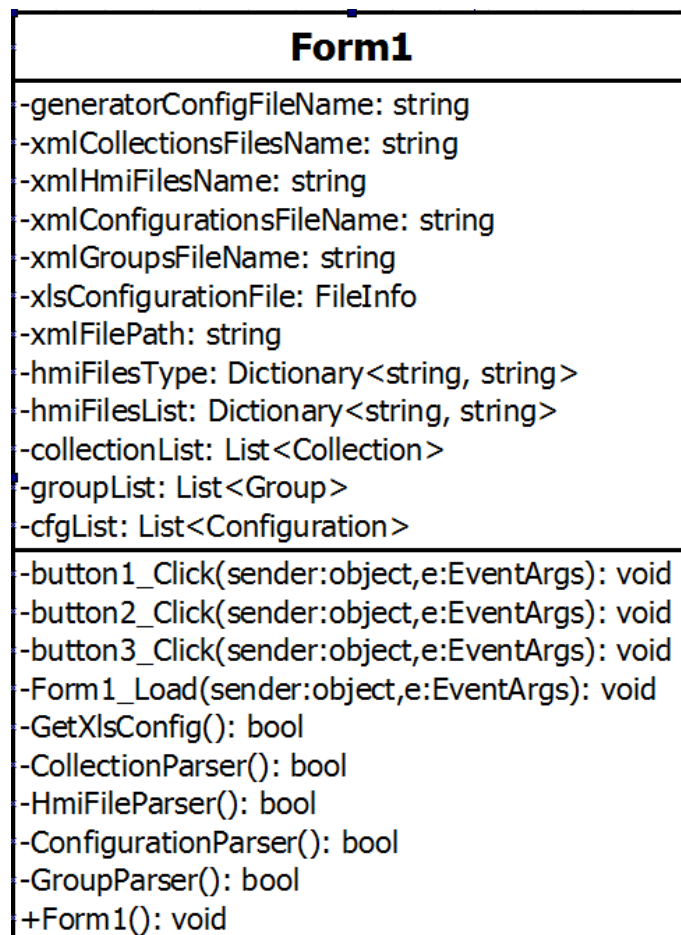 Form1
-generatorConfigFileName: string
-xmlCollectionsFilesName: string
-xmlHmiFilesName: string
-xmlConfigurationsFileName: string
-xmlGroupsFileName: string
-xlsConfigurationFile: FileInfo
-xmlFilePath: string
-hmiFilesType: Dictionary<string, string>
-hmiFilesList: Dictionary<string, string>
-collectionList: List<Collection>
-groupList: List<Group>
-cfgList: List<Configuration>
-button1_Click(sender:object,e:EventArgs): void
-button2_Click(sender:object,e:EventArgs): void
-button3_Click(sender:object,e:EventArgs): void
-Form1_Load(sender:object,e:EventArgs): void
-GetXlsConfig(): bool
-CollectionParser(): bool
-HmiFileParser(): bool
-ConfigurationParser(): bool
-GroupParser(): bool
+Form1(): void